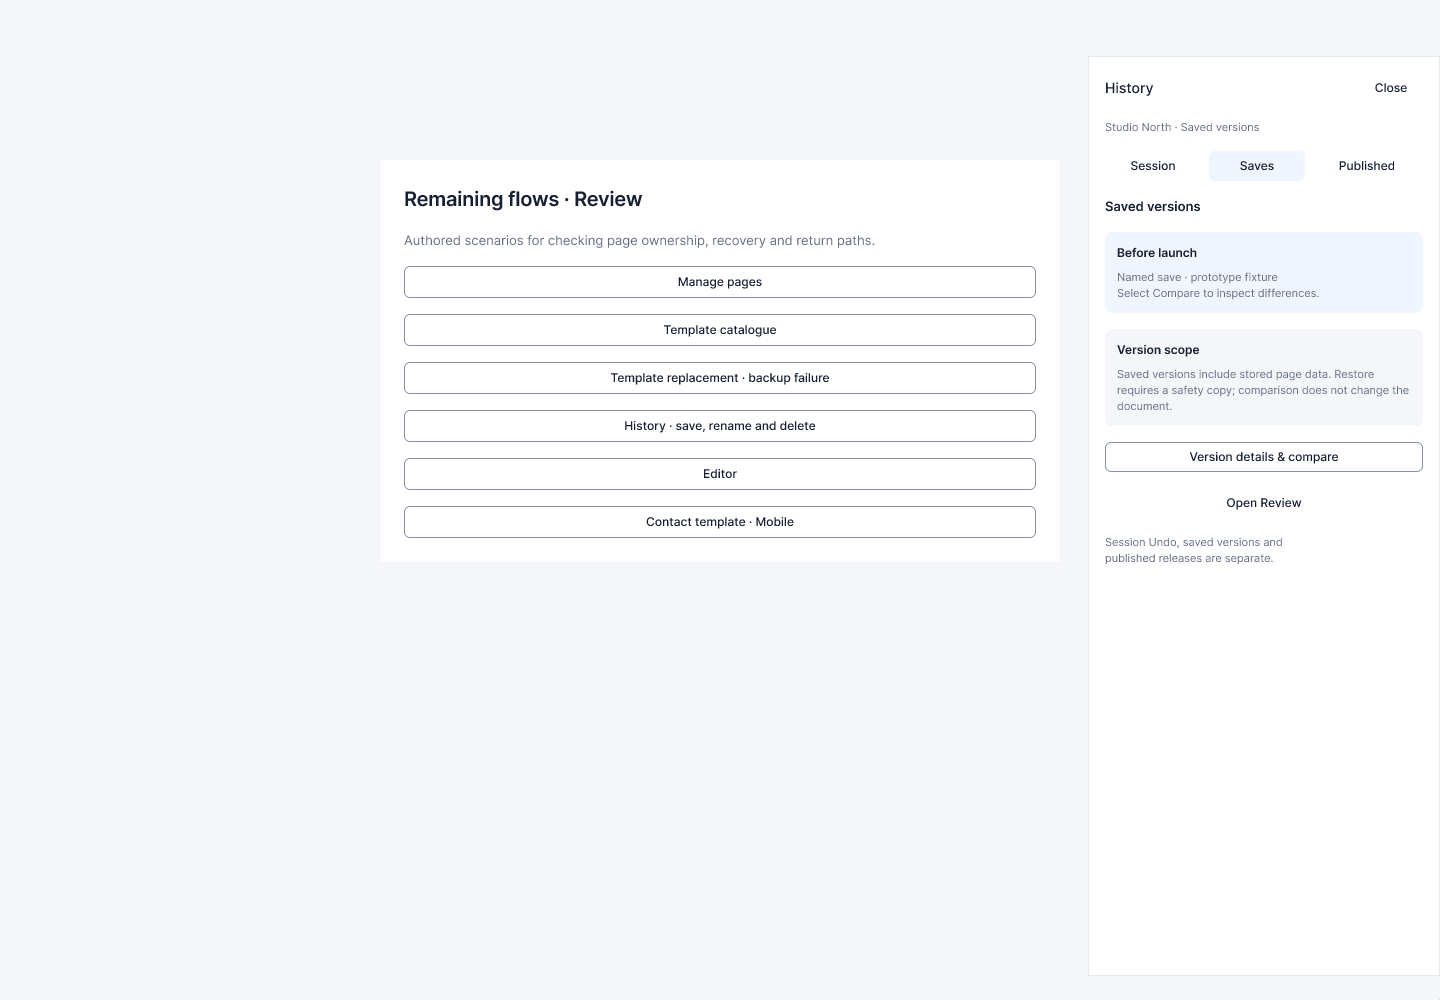 Remaining flows · Review
Authored scenarios for checking page ownership, recovery and return paths.
Manage pages
Template catalogue
Template replacement · backup failure
History · save, rename and delete
Editor
Contact template · Mobile
History
Close
Studio North · Saved versions
Session
Saves
Published
Saved versions
Before launch
Named save · prototype fixture
Select Compare to inspect differences.
Version scope
Saved versions include stored page data. Restore
requires a safety copy; comparison does not change the
document.
Version details & compare
Open Review
Session Undo, saved versions and
published releases are separate.